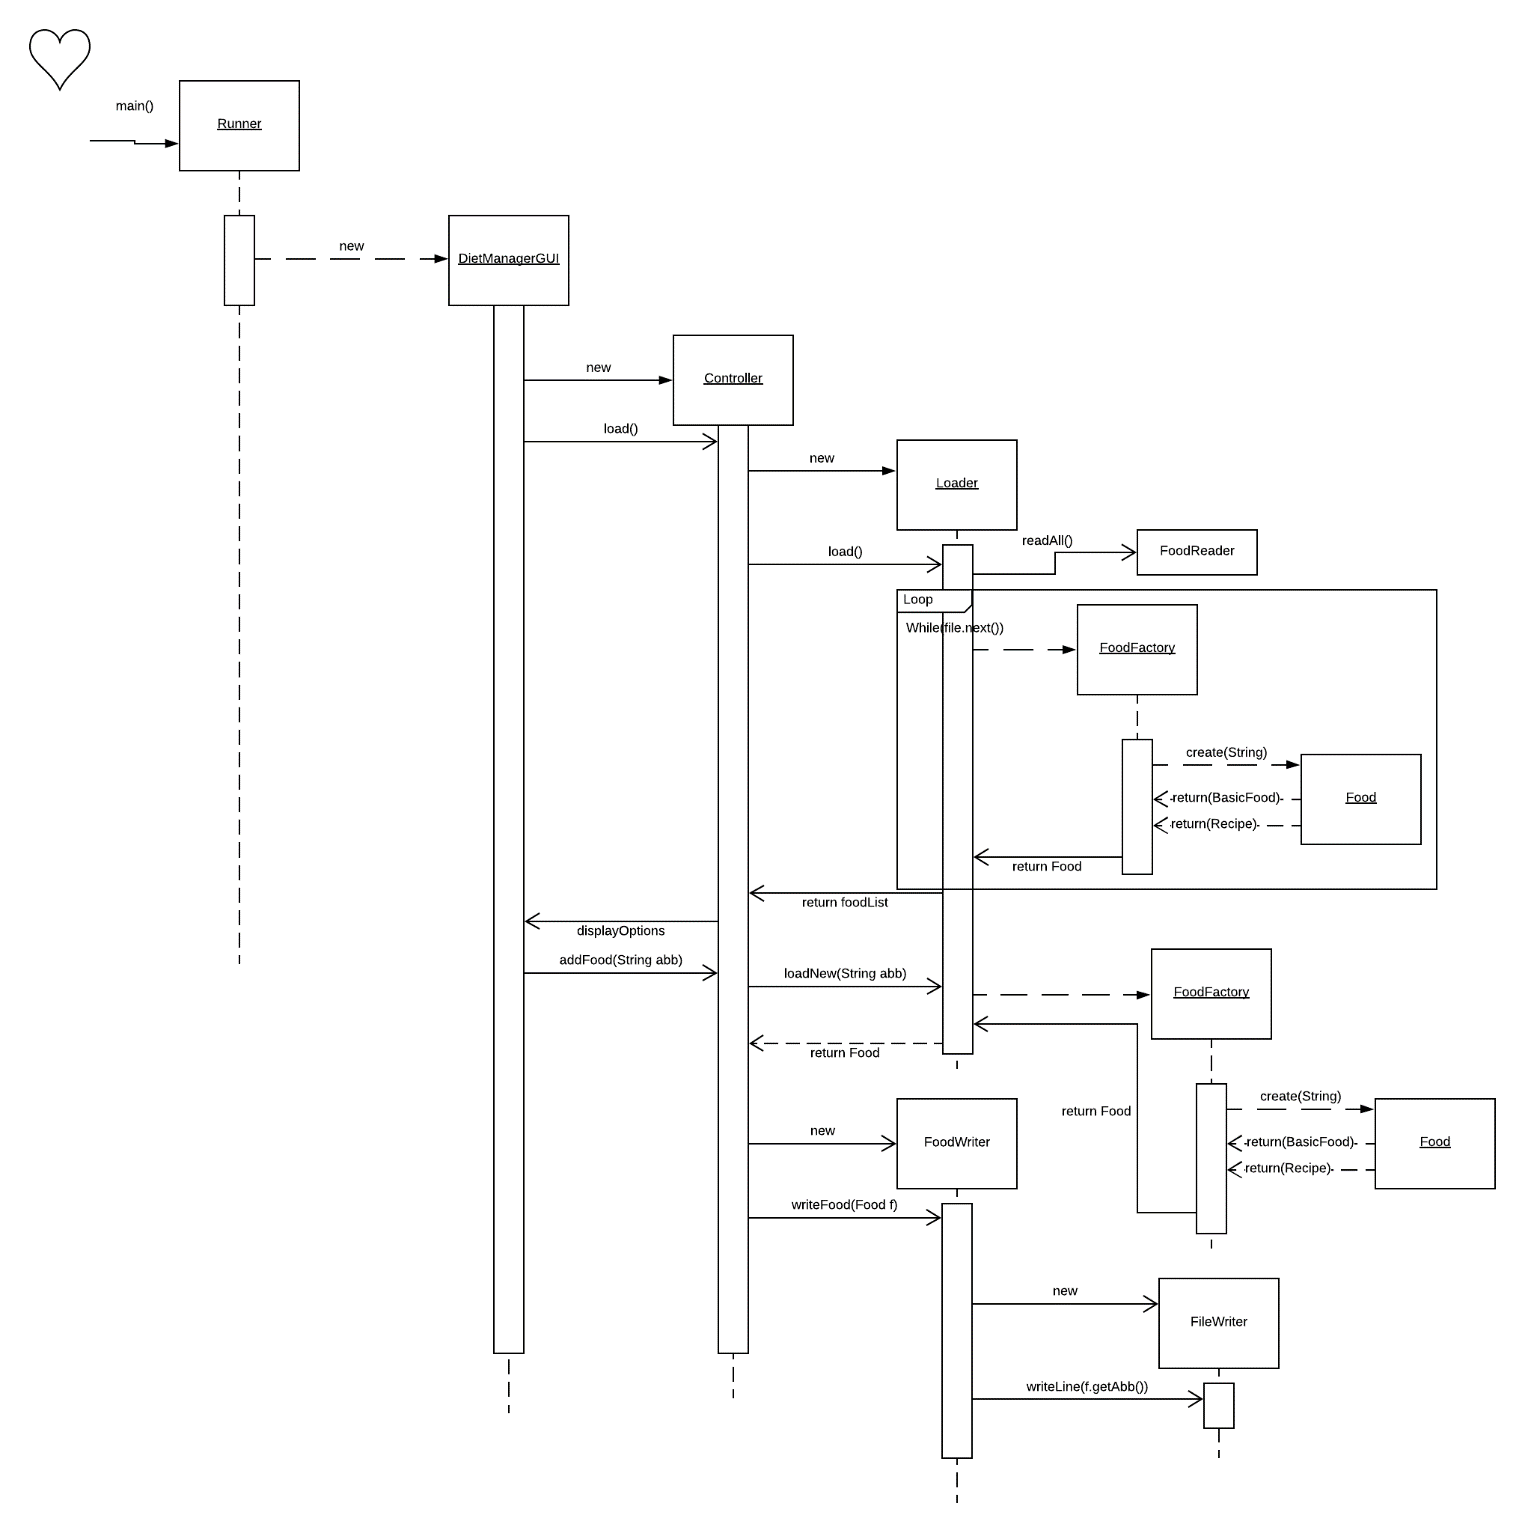 main()
Runner
new
DietManagerGUI
new
Controller
load()
new
Loader
readAll()
FoodReader
load()
Loop
While(file.next())
FoodFactory
create(String)
return(BasicFood)
Food
return(Recipe)
return Food
return foodList
displayOptions
addFood(String abb)
loadNew(String abb)
FoodFactory
return Food
create(String)
return Food
new
FoodWriter
return(BasicFood)
Food
return(Recipe)
writeFood(Food f)
new
FileWriter
writeLine(f.getAbb())